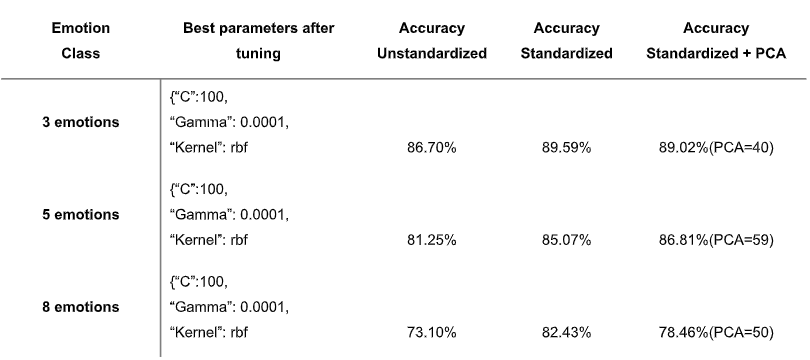 Emotion Class | Best parameters after tuning | Accuracy Unstandardized | Accuracy Standardized | Accuracy Standardized + PCA
{“C”:100,
3 emotions “Gamma”: 0.0001,
“Kernel”: rbf 86.70% 89.59% 89.02%(PCA=40)
{“C”:100,
5 emotions “Gamma”: 0.0001,
“Kernel”: rbf 81.25% 85.07% 86.81%(PCA=59)
{“C”:100,
8 emotions “Gamma”: 0.0001,
“Kernel”: rbf 73.10% 82.43% 78.46%(PCA=50)